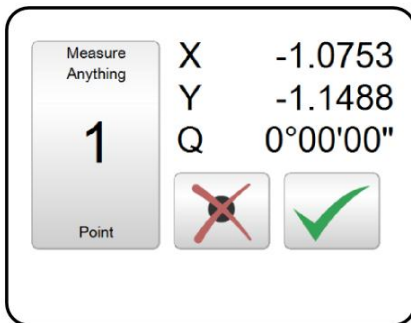 Measure
Anything
1
Point
X -1.0753
Y -1.1488
Q 0°00'00"